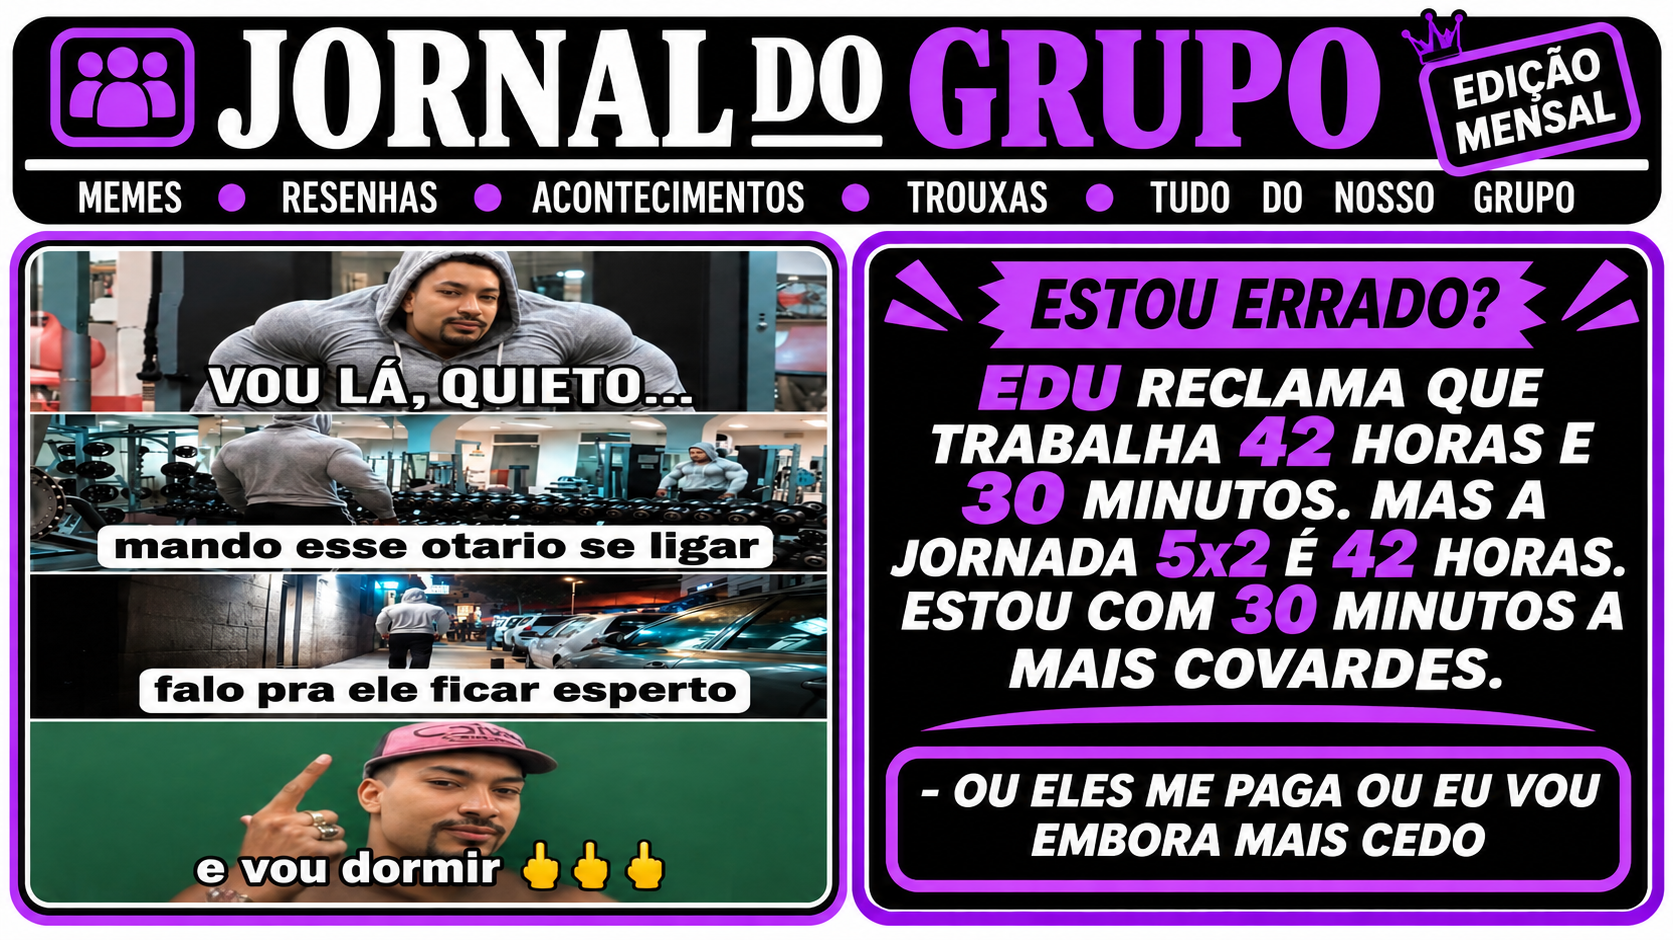 JORNAL DO GRUPO
EDIÇÃO
MENSAL
MEMES RESENHAS ACONTECIMENTOS TROUXAS TUDO DO NOSSO GRUPO
VOU LÁ, QUIETO...
mando esse otario se ligar
falo pra ele ficar esperto
e vou dormir 🖕🖕🖕
ESTOU ERRADO?
EDU RECLAMA QUE
TRABALHA 42 HORAS E
30 MINUTOS. MAS A
JORNADA 5x2 É 42 HORAS.
ESTOU COM 30 MINUTOS A
MAIS COVARDES.
- OU ELES ME PAGA OU EU VOU
EMBORA MAIS CEDO